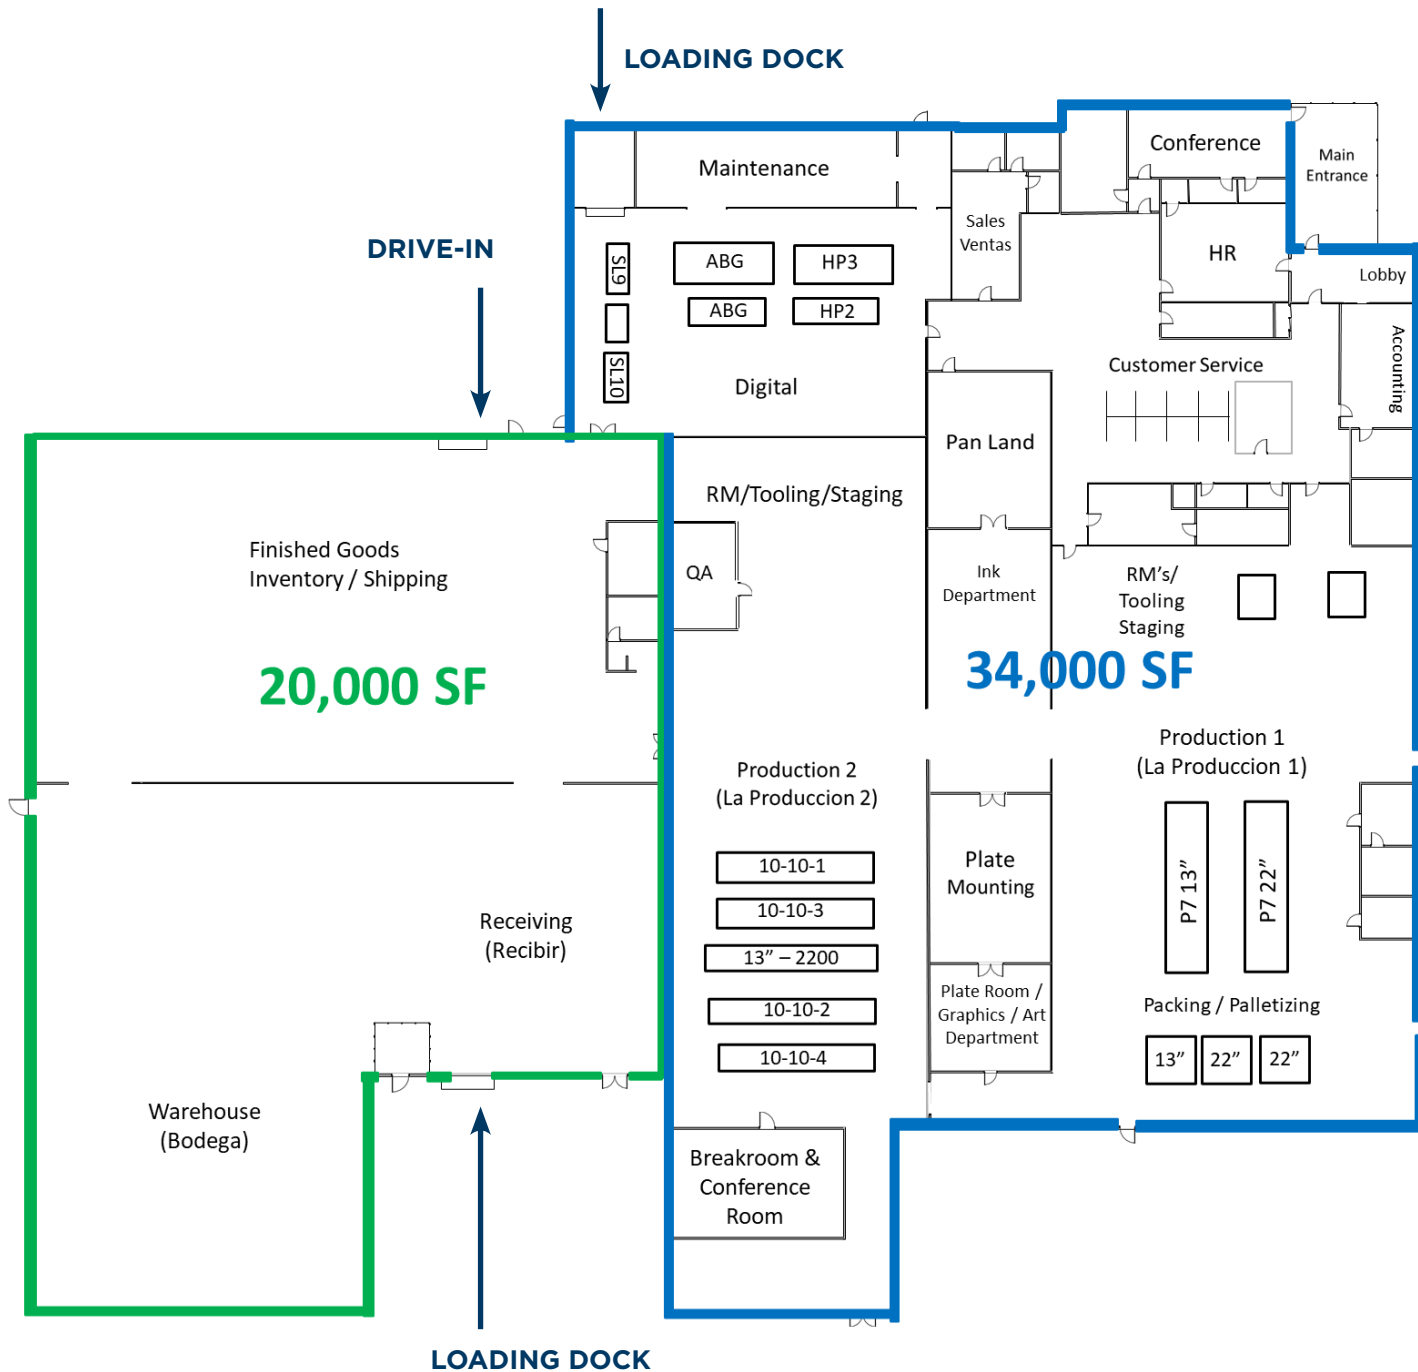 LOADING DOCK
Maintenance
Conference
Main
Entrance
Sales
Ventas
DRIVE-IN
HR
Lobby
SL9
ABG
HP3
ABG
HP2
SL10
Digital
Customer Service
Accounting
Pan Land
RM/Tooling/Staging
Finished Goods
Inventory / Shipping
QA
Ink
Department
RM’s/
Tooling
Staging
20,000 SF
34,000 SF
Production 1
(La Produccion 1)
Production 2
(La Produccion 2)
10-10-1
10-10-3
13” – 2200
10-10-2
10-10-4
Plate
Mounting
P7 13”
P7 22”
Receiving
(Recibir)
Plate Room /
Graphics / Art
Department
Packing / Palletizing
13”
22”
22”
Warehouse
(Bodega)
Breakroom &
Conference
Room
LOADING DOCK